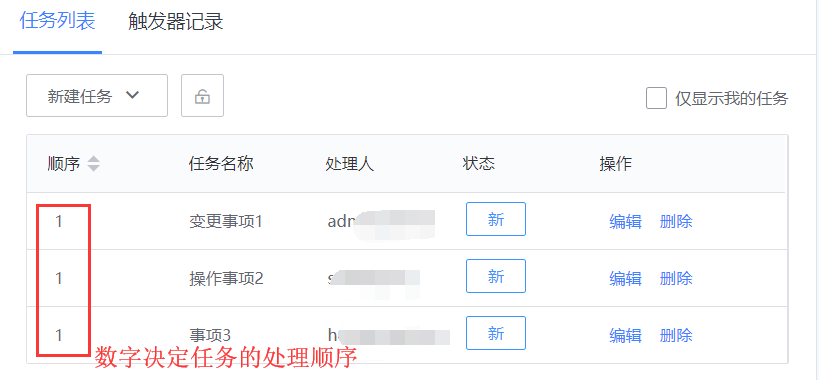 任务列表 触发器记录
新建任务 仅显示我的任务
顺序 任务名称 处理人 状态 操作
1 变更事项1 adm 新 编辑 删除
1 操作事项2 s 新 编辑 删除
1 事项3 h 新 编辑 删除
数字决定任务的处理顺序